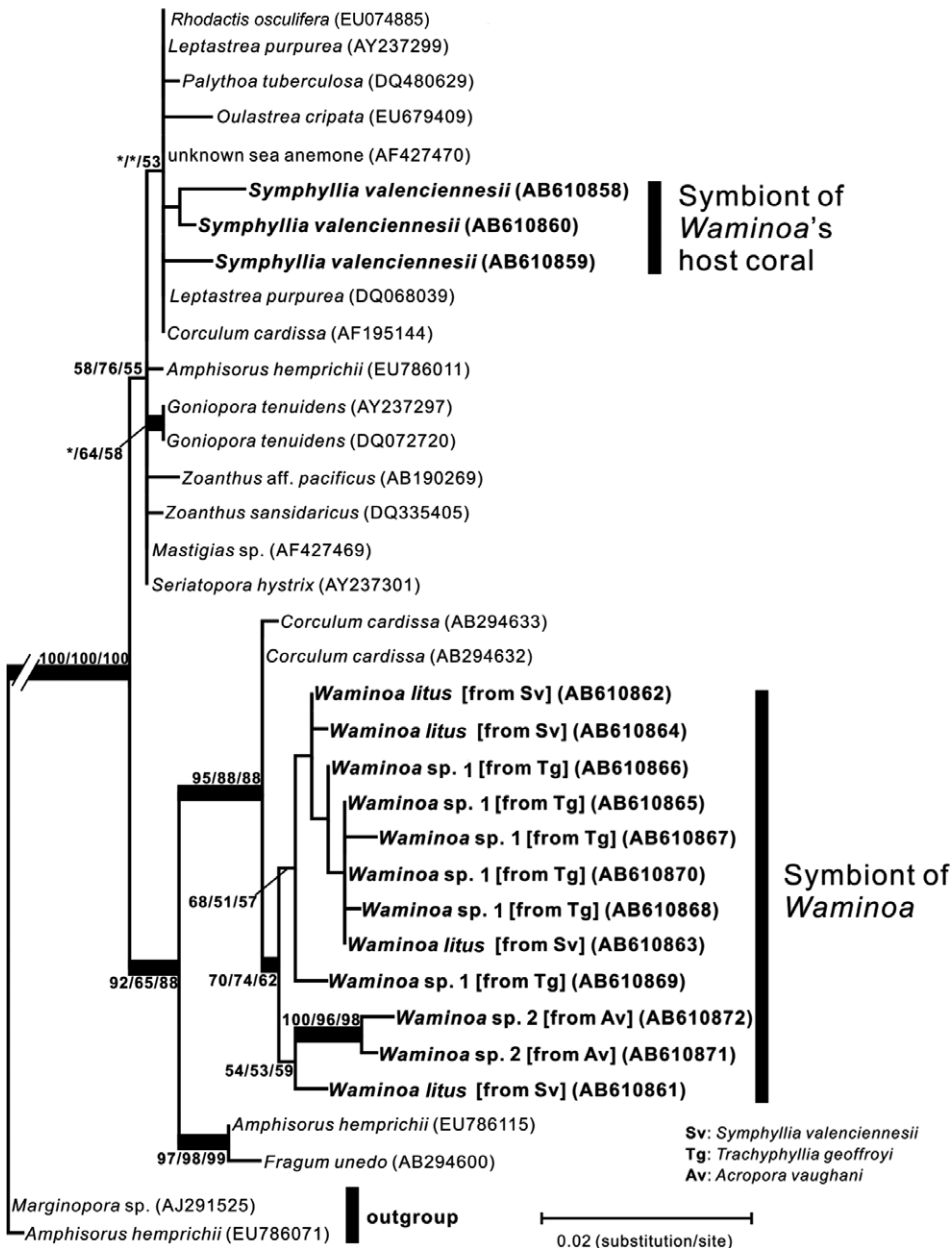 Rhodactis osculifera (EU074885)
Leptastrea purpurea (AY237299)
Palythoa tuberculosa (DQ480629)
Oulastrea cripata (EU679409)
unknown sea anemone (AF427470)
*/*/53
Symphyllia valenciennesii (AB610858)
Symphyllia valenciennesii (AB610860)
Symphyllia valenciennesii (AB610859)
Symbiont of
Waminoa's
host coral
Leptastrea purpurea (DQ068039)
Corculum cardissa (AF195144)
58/76/55
Amphisorus hemprichii (EU786011)
Goniopora tenuidens (AY237297)
Goniopora tenuidens (DQ072720)
*/64/58
Zoanthus aff. pacificus (AB190269)
Zoanthus sansidaricus (DQ335405)
Mastigias sp. (AF427469)
Seriatopora hystrix (AY237301)
Corculum cardissa (AB294633)
Corculum cardissa (AB294632)
100/100/100
Waminoa litus [from Sv] (AB610862)
Waminoa litus [from Sv] (AB610864)
Waminoa sp. 1 [from Tg] (AB610866)
95/88/88
Waminoa sp. 1 [from Tg] (AB610865)
Waminoa sp. 1 [from Tg] (AB610867)
Waminoa sp. 1 [from Tg] (AB610870)
68/51/57
Waminoa sp. 1 [from Tg] (AB610868)
Waminoa litus [from Sv] (AB610863)
Symbiont of
Waminoa
Waminoa sp. 1 [from Tg] (AB610869)
92/65/88
70/74/62
100/96/98
Waminoa sp. 2 [from Av] (AB610872)
Waminoa sp. 2 [from Av] (AB610871)
54/53/59
Waminoa litus [from Sv] (AB610861)
Amphisorus hemprichii (EU786115)
97/98/99
Fragum unedo (AB294600)
Sv: Symphyllia valenciennesii
Tg: Trachyphyllia geoffroyi
Av: Acropora vaughani
Marginopora sp. (AJ291525)
Amphisorus hemprichii (EU786071)
outgroup
0.02 (substitution/site)